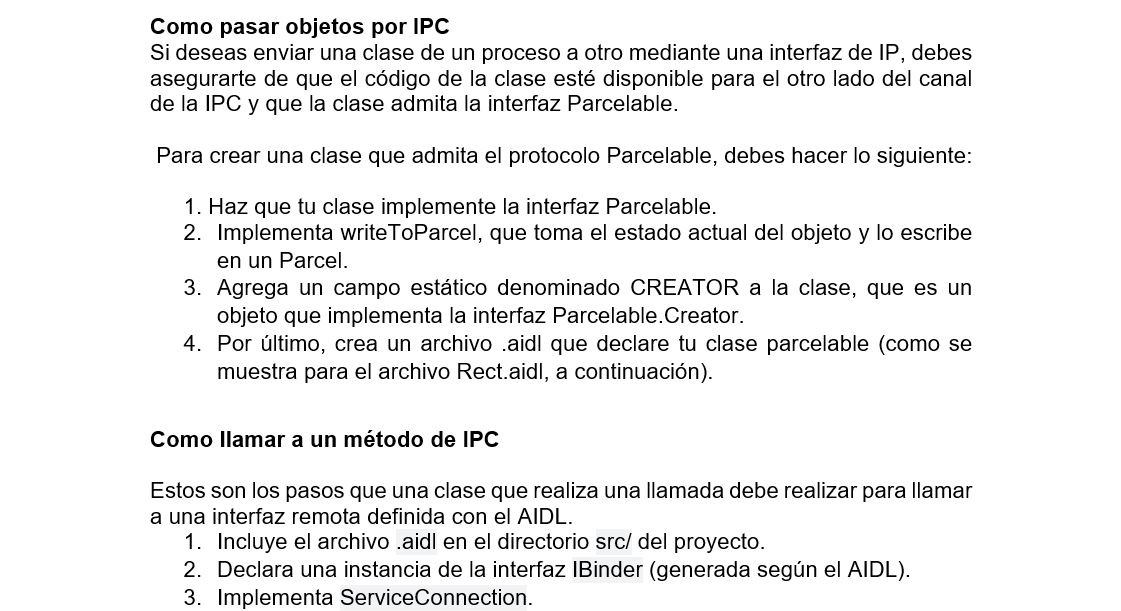 Como pasar objetos por IPC
Si deseas enviar una clase de un proceso a otro mediante una interfaz de IP, debes
asegurarte de que el código de la clase esté disponible para el otro lado del canal
de la IPC y que la clase admita la interfaz Parcelable.
Para crear una clase que admita el protocolo Parcelable, debes hacer lo siguiente:
1. Haz que tu clase implemente la interfaz Parcelable.
2. Implementa writeToParcel, que toma el estado actual del objeto y lo escribe
en un Parcel.
3. Agrega un campo estático denominado CREATOR a la clase, que es un
objeto que implementa la interfaz Parcelable.Creator.
4. Por último, crea un archivo .aidl que declare tu clase parcelable (como se
muestra para el archivo Rect.aidl, a continuación).
Como llamar a un método de IPC
Estos son los pasos que una clase que realiza una llamada debe realizar para llamar
a una interfaz remota definida con el AIDL.
1. Incluye el archivo .aidl en el directorio src/ del proyecto.
2. Declara una instancia de la interfaz IBinder (generada según el AIDL).
3. Implementa ServiceConnection.